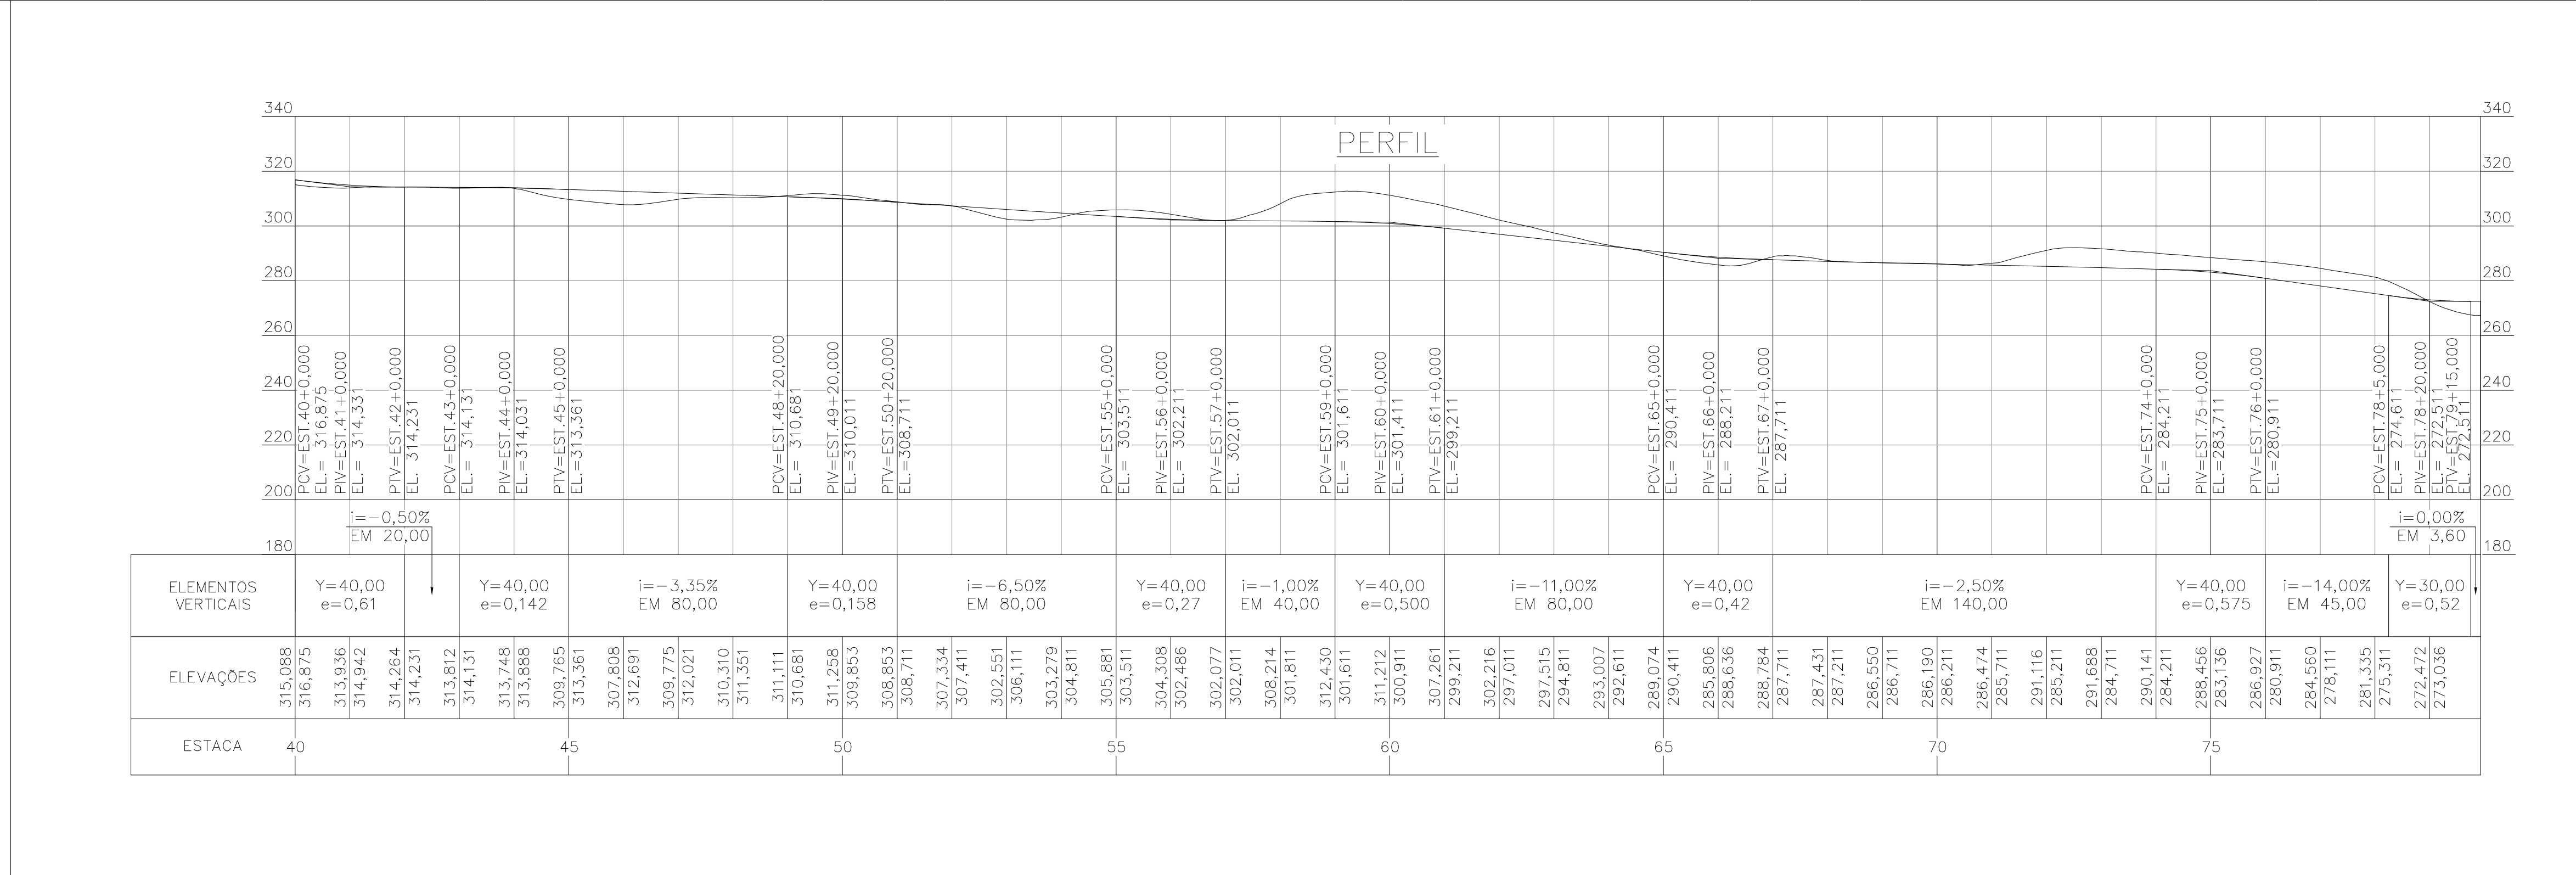 PERFIL
340
340
320
320
300
300
280
280
260
260
240
240
220
220
200
200
180
180
PCV=EST.40+0,000
EL.= 316,875
PIV=EST.41+0,000
EL.= 314,331
PTV=EST.42+0,000
EL. 314,231
PCV=EST.43+0,000
EL.= 314,131
PIV=EST.44+0,000
EL.= 314,031
PTV=EST.45+0,000
EL.=313,361
PCV=EST.48+20,000
EL.= 310,681
PIV=EST.49+20,000
EL.=310,011
PTV=EST.50+20,000
EL.=308,711
PCV=EST.55+0,000
EL.= 303,511
PIV=EST.56+0,000
EL.= 302,211
PTV=EST.57+0,000
EL. 302,011
PCV=EST.59+0,000
EL.= 301,611
PIV=EST.60+0,000
EL.=301,411
PTV=EST.61+0,000
EL.=299,211
PCV=EST.65+0,000
EL.= 290,411
PIV=EST.66+0,000
EL.= 288,211
PTV=EST.67+0,000
EL. 287,711
PCV=EST.74+0,000
EL.= 284,211
PIV=EST.75+0,000
EL.=283,711
PTV=EST.76+0,000
EL.=280,911
PCV=EST.78+5,000
EL.= 274,611
PIV=EST.78+20,000
EL.= 272,511
PTV=EST.79+15,000
EL. 272,511
i=-0,50%
EM 20,00
i=0,00%
EM 3,60
ELEMENTOS
VERTICAIS
Y=40,00
e=0,61
Y=40,00
e=0,142
i=-3,35%
EM 80,00
Y=40,00
e=0,158
i=-6,50%
EM 80,00
Y=40,00
e=0,27
i=-1,00%
EM 40,00
Y=40,00
e=0,500
i=-11,00%
EM 80,00
Y=40,00
e=0,42
i=-2,50%
EM 140,00
Y=40,00
e=0,575
i=-14,00%
EM 45,00
Y=30,00
e=0,52
ELEVAÇÕES
315,088
316,875
313,936
314,942
314,264
314,231
313,812
314,131
313,748
313,888
309,765
313,361
307,808
312,691
309,775
312,021
310,310
311,351
311,111
310,681
311,258
309,853
308,853
308,711
307,334
307,411
302,551
306,111
303,279
304,811
305,881
303,511
304,308
302,486
302,077
302,011
308,214
301,811
312,430
301,611
311,212
300,911
307,261
299,211
302,216
297,011
297,515
294,811
293,007
292,611
289,074
290,411
285,806
288,636
288,784
287,711
287,431
287,211
286,550
286,711
286,190
286,211
286,474
285,711
291,116
285,211
291,688
284,711
290,141
284,211
288,456
283,136
286,927
280,911
284,560
278,111
281,335
275,311
272,472
273,036
ESTACA
40
45
50
55
60
65
70
75